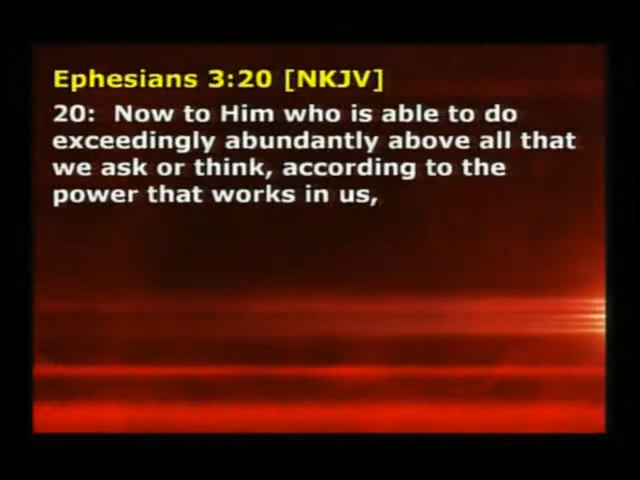 Ephesians 3:20 [NKJV]
20:  Now to Him who is able to do
exceedingly abundantly above all that
we ask or think, according to the
power that works in us,